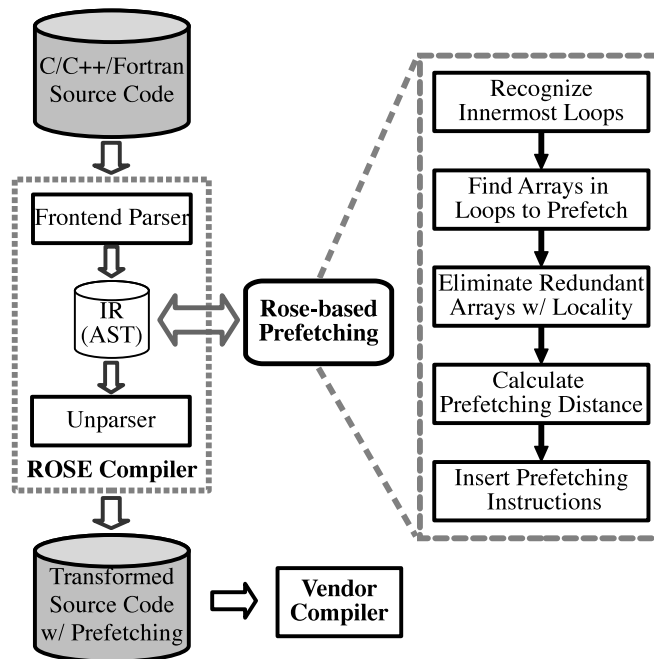 C/C++/Fortran
Source Code
Frontend Parser
IR
(AST)
Unparser
ROSE Compiler
Transformed
Source Code
w/ Prefetching
Vendor
Compiler
Rose-based
Prefetching
Recognize
Innermost Loops
Find Arrays in
Loops to Prefetch
Eliminate Redundant
Arrays w/ Locality
Calculate
Prefetching Distance
Insert Prefetching
Instructions